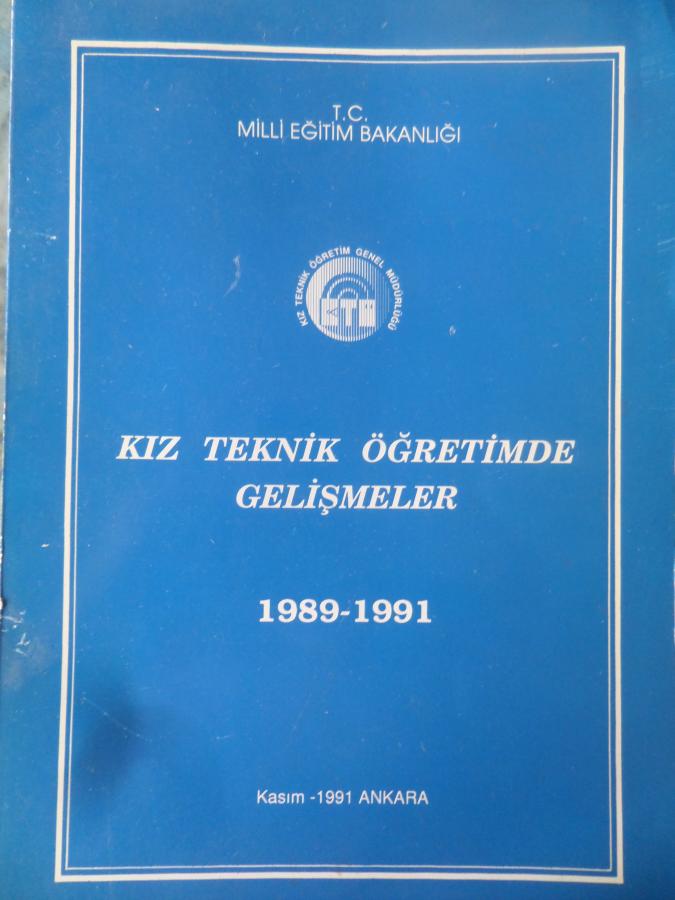 T.C.
MİLLİ EĞİTİM BAKANLIĞI
KIZ TEKNİK ÖĞRETİM GENEL MÜDÜRLÜĞÜ
KTÖ
KIZ TEKNİK ÖĞRETİMDE
GELİŞMELER
1989-1991
Kasım -1991 ANKARA